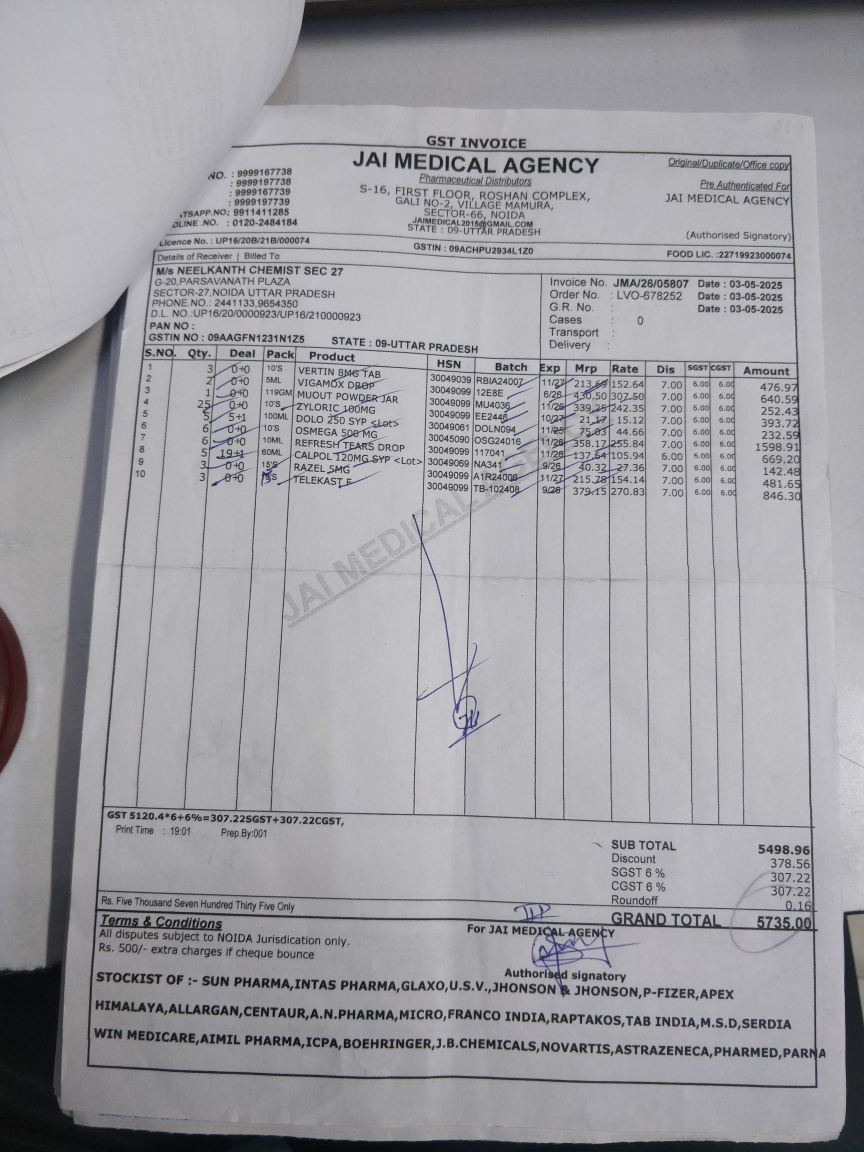 GST INVOICE
NO. : 9999167738
: 9999197738
: 9999167739
: 9999197739
TSAPP.NO: 9911411285
DLINE .NO. : 0120-2484184
JAI MEDICAL AGENCY
Pharmaceutical Distributors
S-16, FIRST FLOOR, ROSHAN COMPLEX,
GALI NO-2, VILLAGE MAMURA,
SECTOR-66, NOIDA
JAIMEDICAL2015@GMAIL.COM
STATE : 09-UTTAR PRADESH
Original/Duplicate/Office copy
Pre Authenticated For
JAI MEDICAL AGENCY
(Authorised Signatory)
Licence No. : UP16/20B/21B/000074 GSTIN : 09ACHPU2934L1Z0 FOOD LIC. :22719923000074
Details of Receiver | Billed To
M/s NEELKANTH CHEMIST SEC 27
G-20,PARSAVANATH PLAZA
SECTOR-27,NOIDA UTTAR PRADESH
PHONE.NO.: 2441133,9654350
D.L. NO.:UP16/20/0000923/UP16/210000923
PAN NO :
GSTIN NO : 09AAGFN1231N1Z5 STATE : 09-UTTAR PRADESH
Invoice No. JMA/26/05807 Date : 03-05-2025
Order No. : LVO-678252 Date : 03-05-2025
G.R. No. : Date : 03-05-2025
Cases : 0
Transport :
Delivery :
S.NO. Qty. Deal Pack Product HSN Batch Exp Mrp Rate Dis SGST CGST Amount
1 3 0+0 10'S VERTIN 8MG TAB 30049039 RBIA24007 11/27 213.69 152.64 7.00 6.00 6.00 476.97
2 2 0+0 5ML VIGAMOX DROP 30049099 12E8E 6/26 430.50 307.50 7.00 6.00 6.00 640.59
3 1 0+0 119GM MUOUT POWDER JAR 30049099 MU4036 11/26 339.25 242.35 7.00 6.00 6.00 252.43
4 25 0+0 10'S ZYLORIC 100MG 30049099 EE2446 10/27 21.17 15.12 7.00 6.00 6.00 393.72
5 5 5+1 100ML DOLO 250 SYP <Lot> 30049061 DOLN094 11/25 75.03 44.66 7.00 6.00 6.00 232.59
6 6 0+0 10'S OSMEGA 500 MG 30045090 OSG24016 11/26 358.17 255.84 7.00 6.00 6.00 1598.91
7 6 0+0 10ML REFRESH TEARS DROP 30049099 117041 11/26 137.64 105.94 6.00 6.00 6.00 669.20
8 5 19+1 60ML CALPOL 120MG SYP <Lot> 30049069 NA341 9/26 40.32 27.36 7.00 6.00 6.00 142.48
9 3 0+0 15'S RAZEL 5MG 30049099 A1R24006 11/27 215.78 154.14 7.00 6.00 6.00 481.65
10 3 0+0 'S TELEKAST F 30049099 TB-102408 9/26 379.15 270.83 7.00 6.00 6.00 846.30
JAI MEDICAL AGENCY
GST 5120.4*6+6%=307.22SGST+307.22CGST,
Print Time : 19:01 Prep.By:001
SUB TOTAL 5498.96
Discount 378.56
SGST 6 % 307.22
CGST 6 % 307.22
Roundoff 0.16
GRAND TOTAL 5735.00
Rs. Five Thousand Seven Hundred Thirty Five Only
Terms & Conditions
All disputes subject to NOIDA Jurisdication only.
Rs. 500/- extra charges if cheque bounce
For JAI MEDICAL AGENCY
Authorised signatory
STOCKIST OF :- SUN PHARMA,INTAS PHARMA,GLAXO,U.S.V.,JHONSON & JHONSON,P-FIZER,APEX
HIMALAYA,ALLARGAN,CENTAUR,A.N.PHARMA,MICRO,FRANCO INDIA,RAPTAKOS,TAB INDIA,M.S.D,SERDIA
WIN MEDICARE,AIMIL PHARMA,ICPA,BOEHRINGER,J.B.CHEMICALS,NOVARTIS,ASTRAZENECA,PHARMED,PARNA